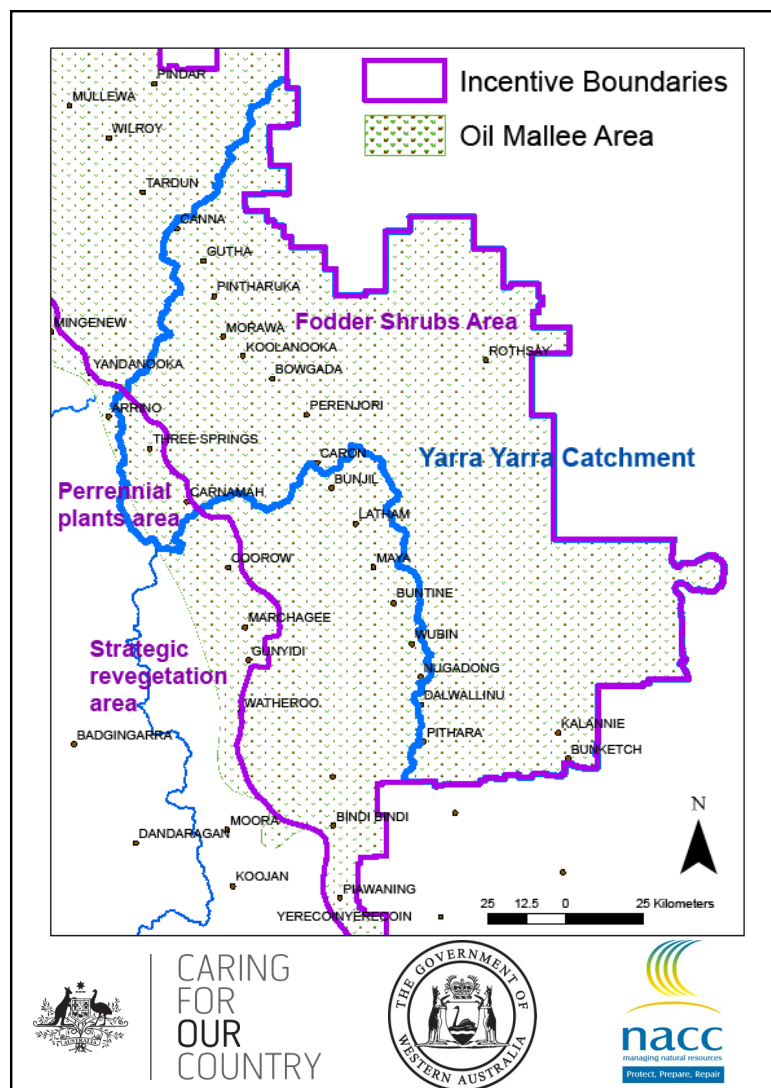 Incentive Boundaries
Oil Mallee Area
PINDAR
MULLEWA
WILROY
TARDUN
CANNA
GUTHA
PINTHARUKA
Fodder Shrubs Area
MINGENEW
MORAWA
KOOLANOOKA
ROTHSAY
YANDANOOKA
BOWGADA
ARRINO
PERENJORI
THREE SPRINGS
CARON
Yarra Yarra Catchment
Perrennial
plants area
CARNAMAH
BUNJIL
LATHAM
COOROW
MAYA
BUNTINE
MARCHAGEE
WUBIN
Strategic
revegetation
area
GUNYIDI
NUGADONG
WATHEROO
DALWALLINU
BADGINGARRA
PITHARA
KALANNIE
BUNKETCH
N
MOORA
BINDI BINDI
DANDARAGAN
KOOJAN
PIAWANING
YERECOINYERECOIN
25 12.5 0 25 Kilometers
AUSTRALIA
CARING
FOR
OUR
COUNTRY
THE GOVERNMENT OF
WESTERN AUSTRALIA
nacc
managing natural resources
Protect, Prepare, Repair